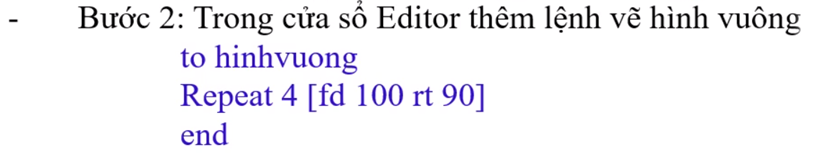 - Bước 2: Trong cửa sổ Editor thêm lệnh vẽ hình vuông
to hinhvuong
Repeat 4 [fd 100 rt 90]
end